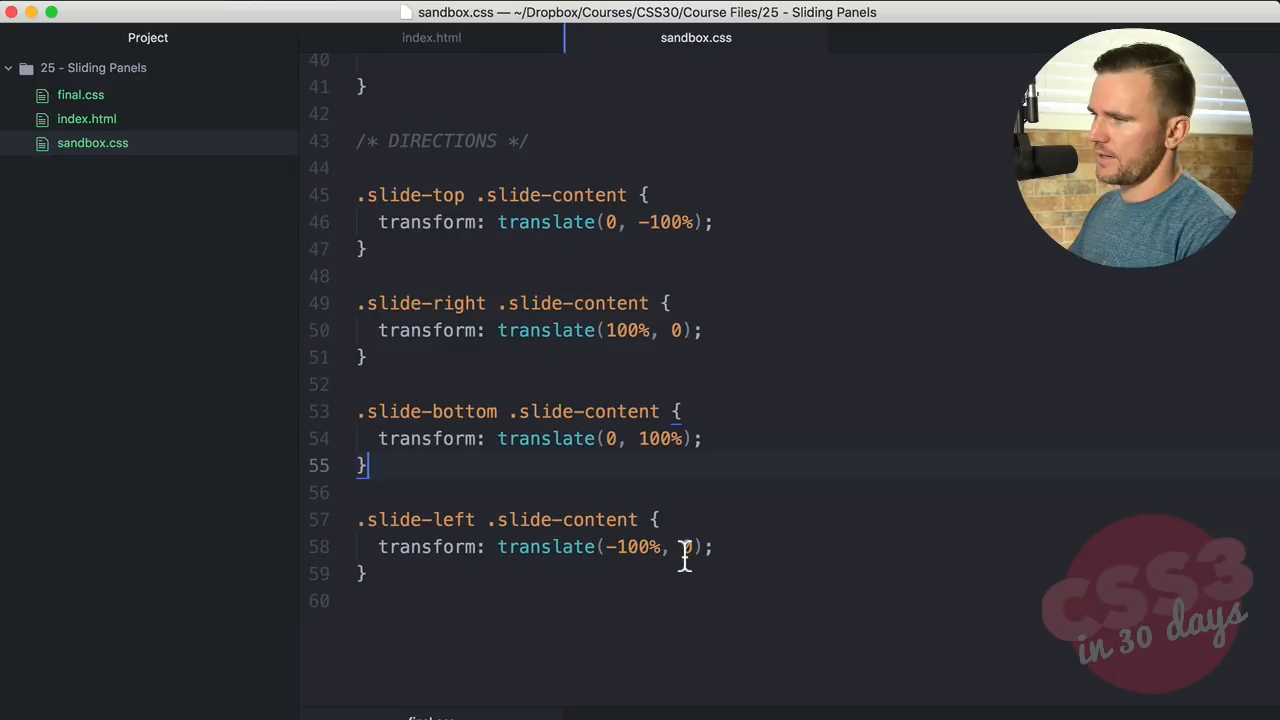 sandbox.css — ~/Dropbox/Courses/CSS30/Course Files/25 - Sliding Panels
Project
index.html
sandbox.css
25 - Sliding Panels
final.css
index.html
sandbox.css
40
41 }
42
43 /* DIRECTIONS */
44
45 .slide-top .slide-content {
46 transform: translate(0, -100%);
47 }
48
49 .slide-right .slide-content {
50 transform: translate(100%, 0);
51 }
52
53 .slide-bottom .slide-content {
54 transform: translate(0, 100%);
55 }
56
57 .slide-left .slide-content {
58 transform: translate(-100%, 0);
59 }
60
CSS3
in 30 days